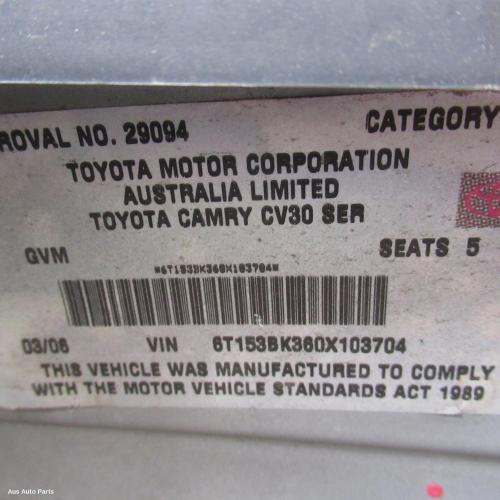 ROVAL NO. 29094 CATEGORY
TOYOTA MOTOR CORPORATION
AUSTRALIA LIMITED
TOYOTA CAMRY CV30 SER
GVM SEATS 5
*6T153BK360X103704*
03/06 VIN 6T153BK360X103704
THIS VEHICLE WAS MANUFACTURED TO COMPLY
WITH THE MOTOR VEHICLE STANDARDS ACT 1989
Aus Auto Parts